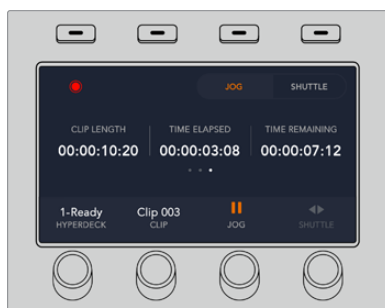 JOG SHUTTLE
CLIP LENGTH TIME ELAPSED TIME REMAINING
00:00:10:20 00:00:03:08 00:00:07:12
1-Ready Clip 003
HYPERDECK CLIP JOG SHUTTLE